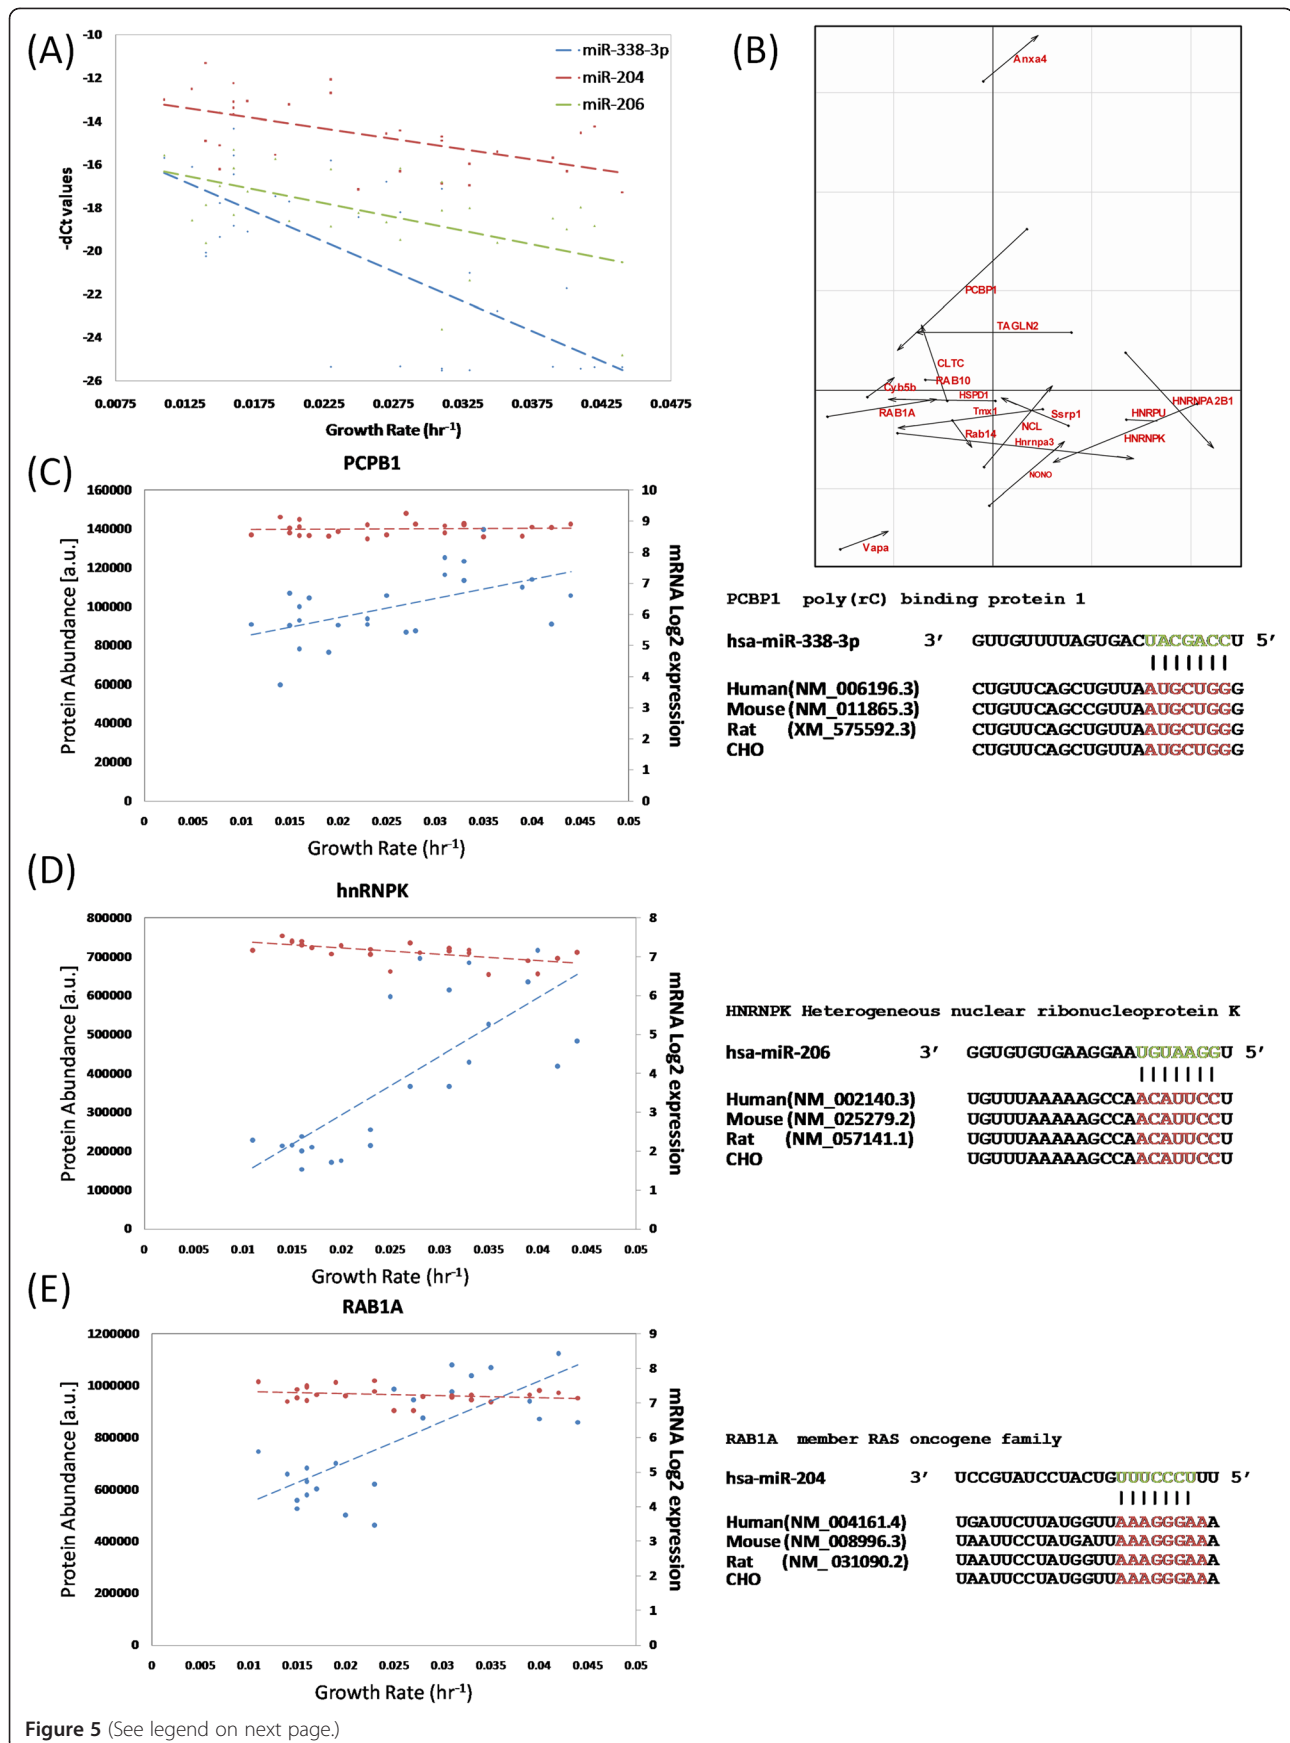 (A)
-10
-12
-14
-16
-18
-20
-22
-24
-26
-dCt values
miR-338-3p
miR-204
miR-206
0.0075 0.0125 0.0175 0.0225 0.0275 0.0325 0.0375 0.0425 0.0475
Growth Rate (hr-1)
(B)
Anxa4
PCBP1
TAGLN2
CLTC
Cyb5b
RAB10
HSPD1
RAB1A
Tmx1
Ssrp1
HNRNPA2B1
HNRPU
NCL
Rab14
Hnrnpa3
HNRNPK
NONO
Vapa
(C)
PCPB1
160000
140000
120000
100000
80000
60000
40000
20000
0
Protein Abundance [a.u.]
10
9
8
7
6
5
4
3
2
1
0
mRNA Log2 expression
0 0.005 0.01 0.015 0.02 0.025 0.03 0.035 0.04 0.045 0.05
Growth Rate (hr-1)
PCBP1 poly(rC) binding protein 1
hsa-miR-338-3p 3′ GUUGUUUUAGUGACUACGACCU 5′
Human(NM_006196.3) CUGUUCAGCUGUUAAUGCUGGG
Mouse(NM_011865.3) CUGUUCAGCCGUUAAUGCUGGG
Rat (XM_575592.3) CUGUUCAGCUGUUAAUGCUGGG
CHO CUGUUCAGCUGUUAAUGCUGGG
(D)
hnRNPK
800000
700000
600000
500000
400000
300000
200000
100000
0
Protein Abundance [a.u.]
8
7
6
5
4
3
2
1
0
mRNA Log2 expression
0 0.005 0.01 0.015 0.02 0.025 0.03 0.035 0.04 0.045 0.05
Growth Rate (hr-1)
HNRNPK Heterogeneous nuclear ribonucleoprotein K
hsa-miR-206 3′ GGUGUGUGAAGGAAUGUAAGGU 5′
Human(NM_002140.3) UGUUUAAAAAGCCAACAUUCCU
Mouse(NM_025279.2) UGUUUAAAAAGCCAACAUUCCU
Rat (NM_057141.1) UGUUUAAAAAGCCAACAUUCCU
CHO UGUUUAAAAAGCCAACAUUCCU
(E)
RAB1A
1200000
1000000
800000
600000
400000
200000
0
Protein Abundance [a.u.]
9
8
7
6
5
4
3
2
1
0
mRNA Log2 expression
0 0.005 0.01 0.015 0.02 0.025 0.03 0.035 0.04 0.045 0.05
Growth Rate (hr-1)
RAB1A member RAS oncogene family
hsa-miR-204 3′ UCCGUAUCCUACUGUUUCCCUUU 5′
Human(NM_004161.4) UGAUUCUUAUGGUUAAAGGGAAA
Mouse(NM_008996.3) UAAUUCCUAUGAUUAAAGGGAAA
Rat (NM_031090.2) UAAUUCCUAUGGUUAAAGGGAAA
CHO UAAUUCCUAUGGUUAAAGGGAAA
Figure 5 (See legend on next page.)